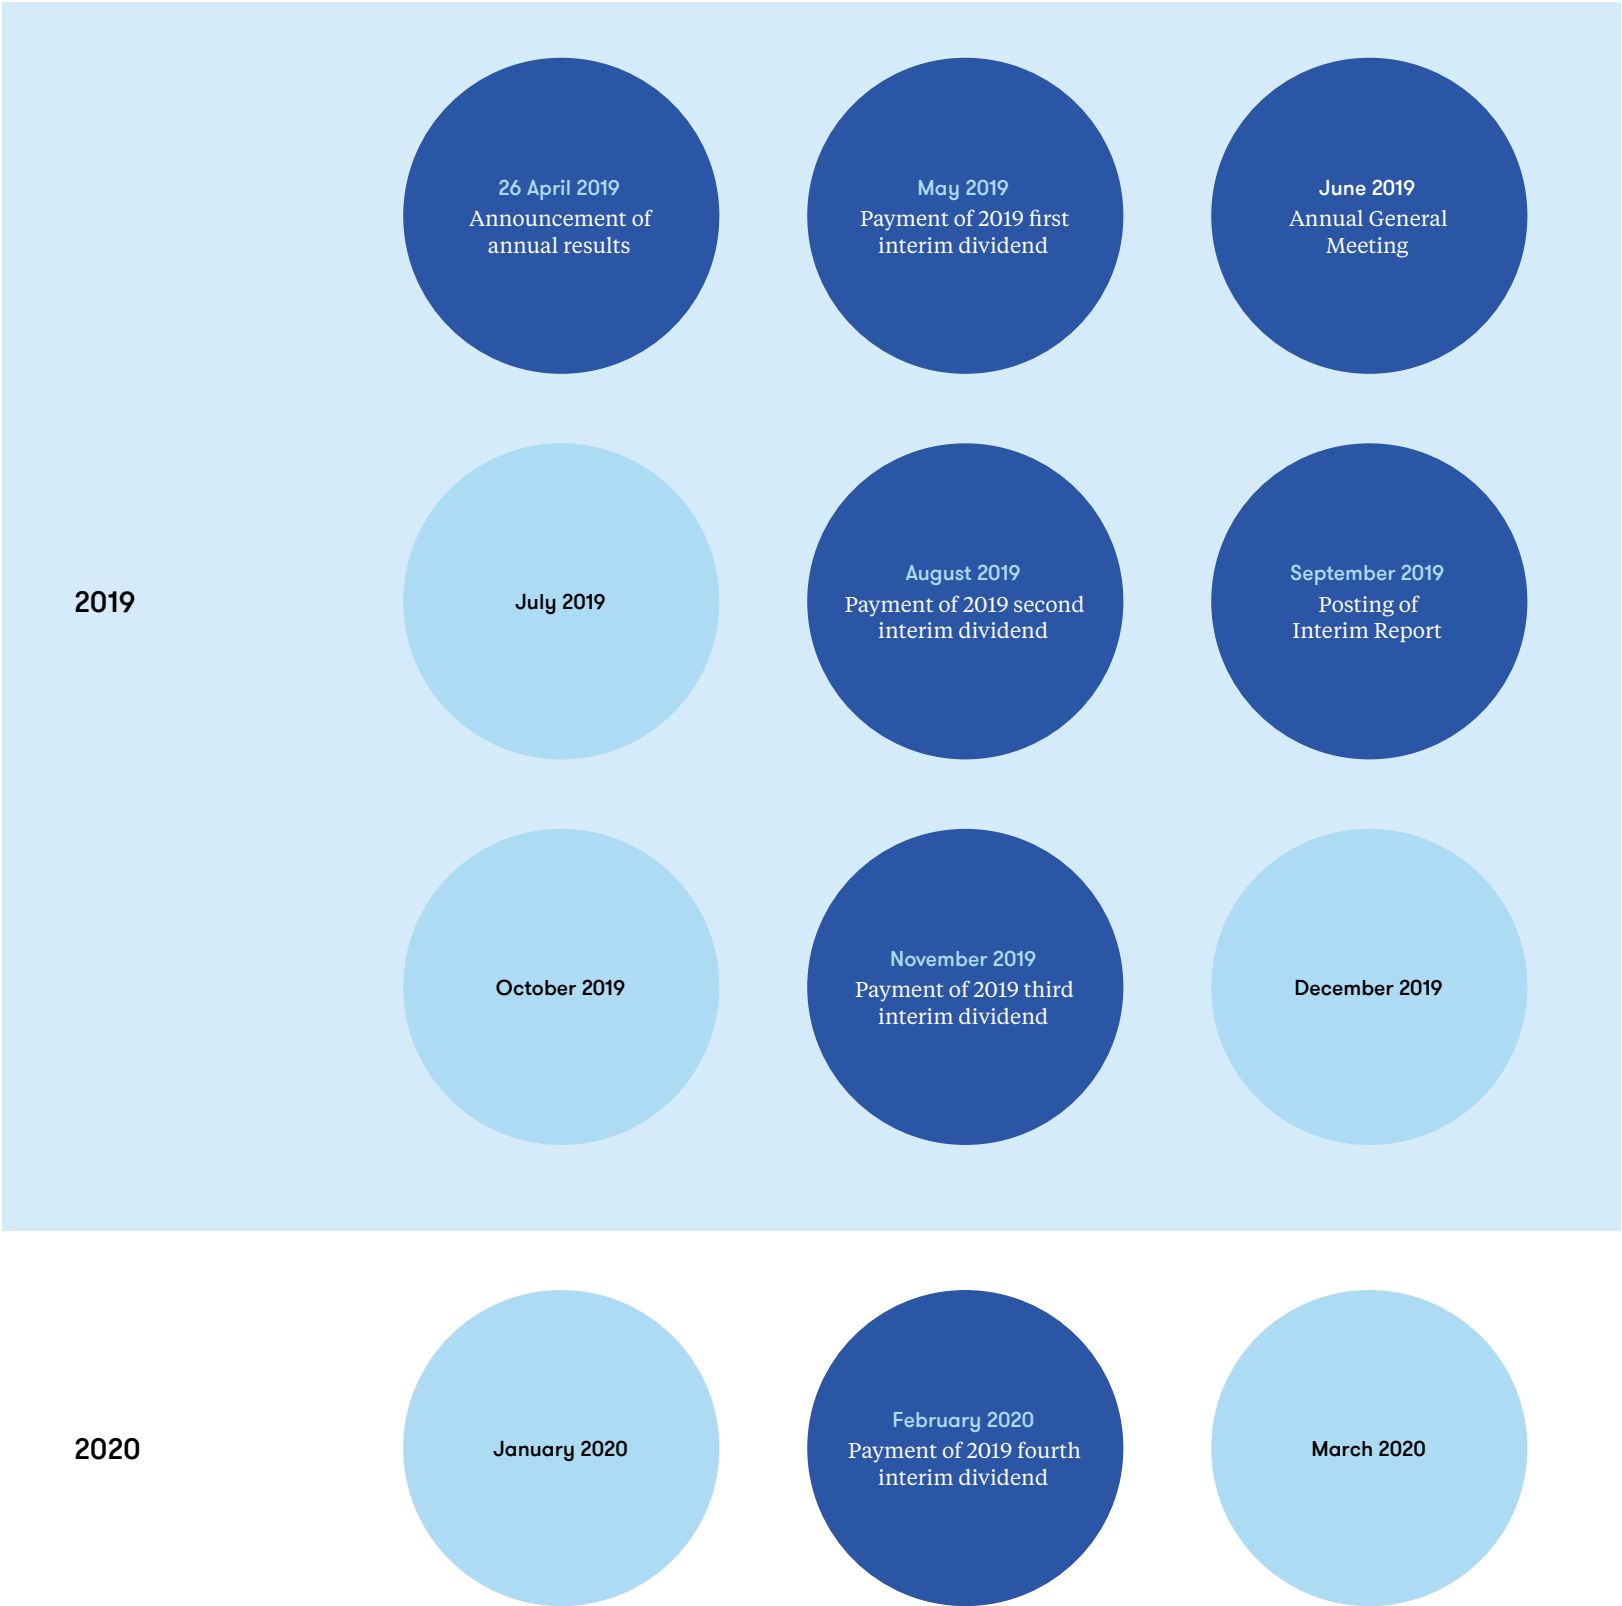 26 April 2019
Announcement of
annual results
May 2019
Payment of 2019 first
interim dividend
June 2019
Annual General
Meeting
2019
July 2019
August 2019
Payment of 2019 second
interim dividend
September 2019
Posting of
Interim Report
October 2019
November 2019
Payment of 2019 third
interim dividend
December 2019
2020
January 2020
February 2020
Payment of 2019 fourth
interim dividend
March 2020